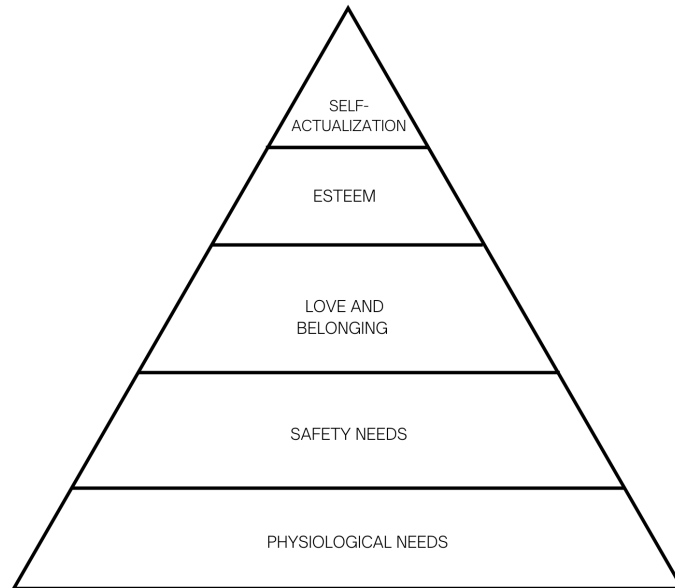 SELF-
ACTUALIZATION
ESTEEM
LOVE AND
BELONGING
SAFETY NEEDS
PHYSIOLOGICAL NEEDS